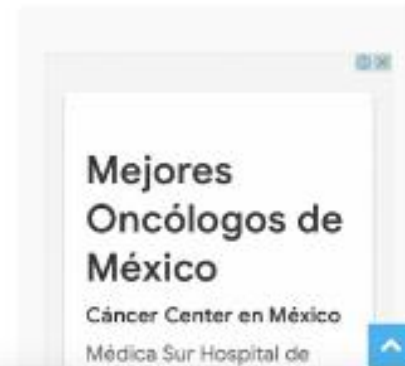 Mejores
Oncólogos de
México
Cáncer Center en México
Médica Sur Hospital de